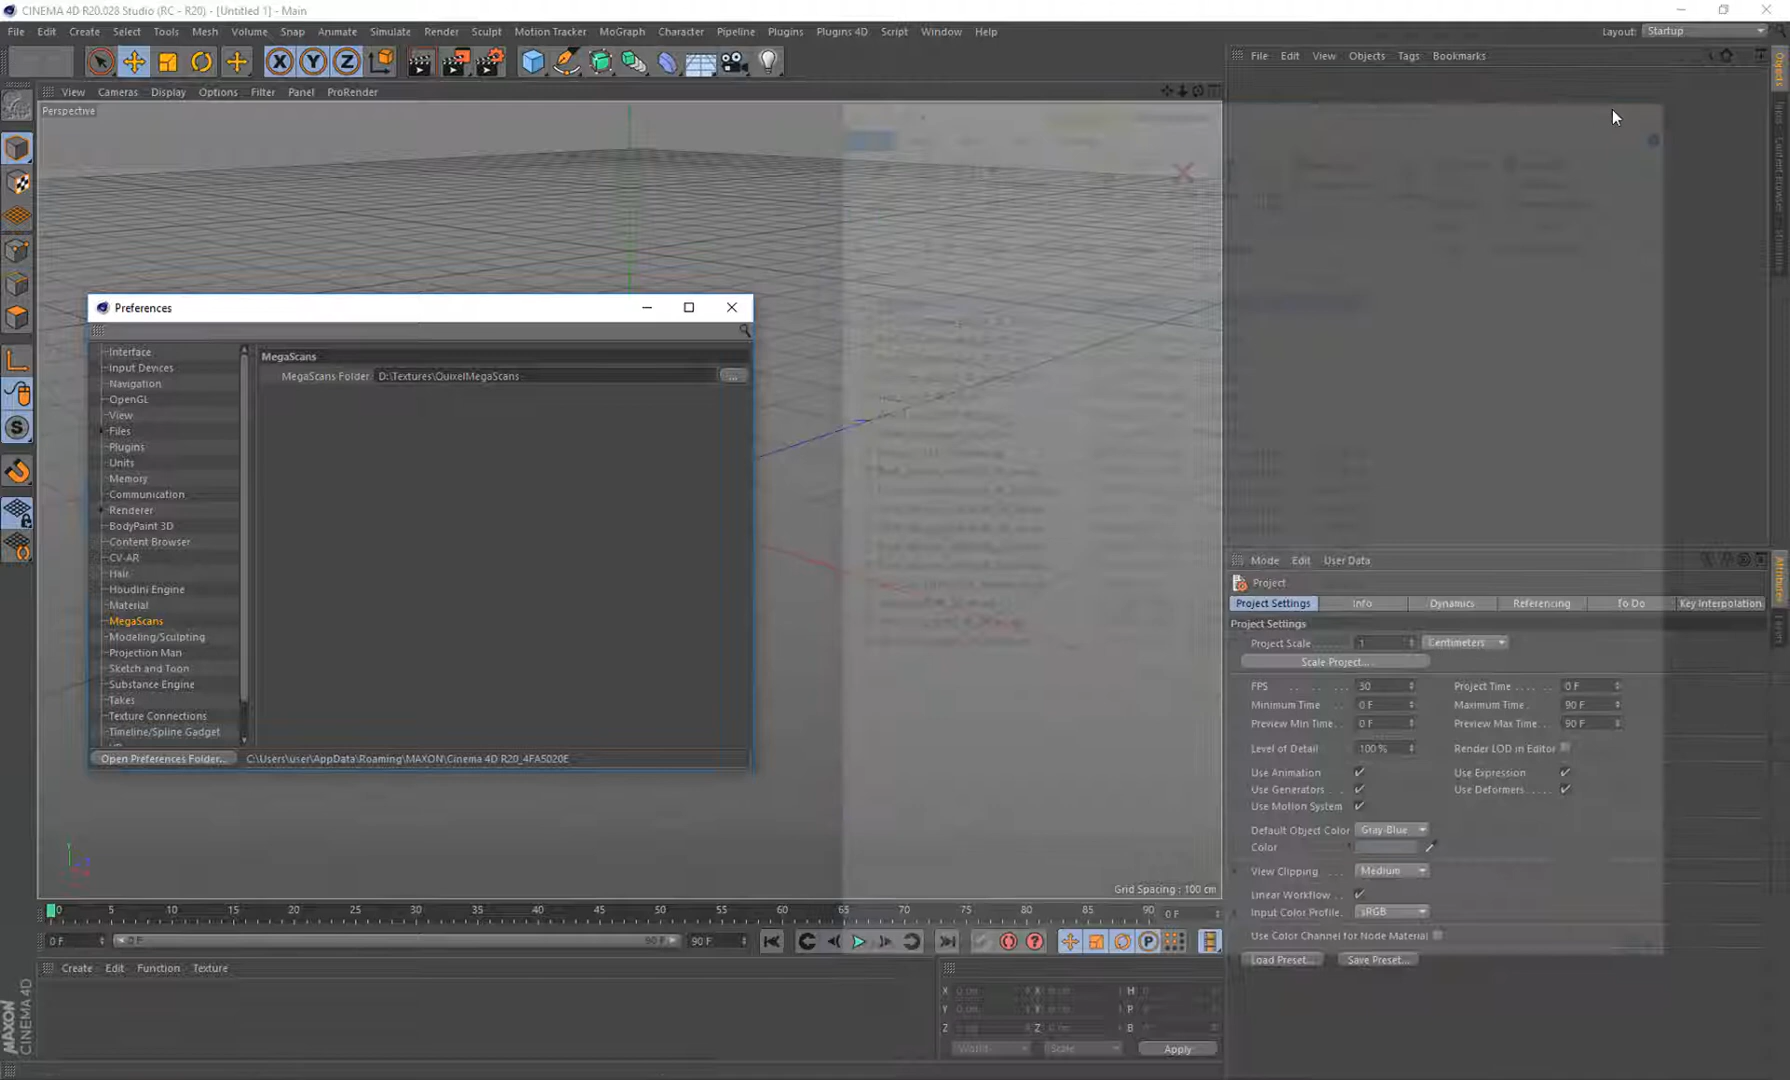 CINEMA 4D R20.028 Studio (RC - R20) - [Untitled 1] - Main
File Edit Create Select Tools Mesh Volume Snap Animate Simulate Render Sculpt Motion Tracker MoGraph Character Pipeline Plugins Plugins 4D Script Window Help
Layout: Startup
File Edit View Objects Tags Bookmarks
View Cameras Display Options Filter Panel ProRender
Perspective
Preferences
Interface
Input Devices
Navigation
OpenGL
View
Files
Plugins
Units
Memory
Communication
Renderer
BodyPaint 3D
Content Browser
CV-AR
Hair
Houdini Engine
Material
MegaScans
Modeling/Sculpting
Projection Man
Sketch and Toon
Substance Engine
Takes
Texture Connections
Timeline/Spline Gadget
MegaScans
MegaScans Folder D:\Textures\QuixelMegaScans
Open Preferences Folder... C:\Users\user\AppData\Roaming\MAXON\Cinema 4D R20_4FA5020E
Grid Spacing : 100 cm
0 5 10 15 20 25 30 35 40 45 50 55 60 65 70 75 80 85 90 0 F
0 F 0 F 90 F 90 F
Create Edit Function Texture
X X H
Y Y P
Z Z B
World Scale Apply
MAXON
CINEMA 4D
Objects
Mode Edit User Data
Project
Project Settings Info Dynamics Referencing To Do Key Interpolation
Project Settings
Project Scale 1 Centimeters
Scale Project...
FPS 30 Project Time 0 F
Minimum Time 0 F Maximum Time 90 F
Preview Min Time 0 F Preview Max Time 90 F
Level of Detail 100 % Render LOD in Editor
Use Animation Use Expression
Use Generators Use Deformers
Use Motion System
Default Object Color Gray-Blue
Color
View Clipping Medium
Linear Workflow
Input Color Profile sRGB
Use Color Channel for Node Material
Load Preset... Save Preset...
Attributes
Layers